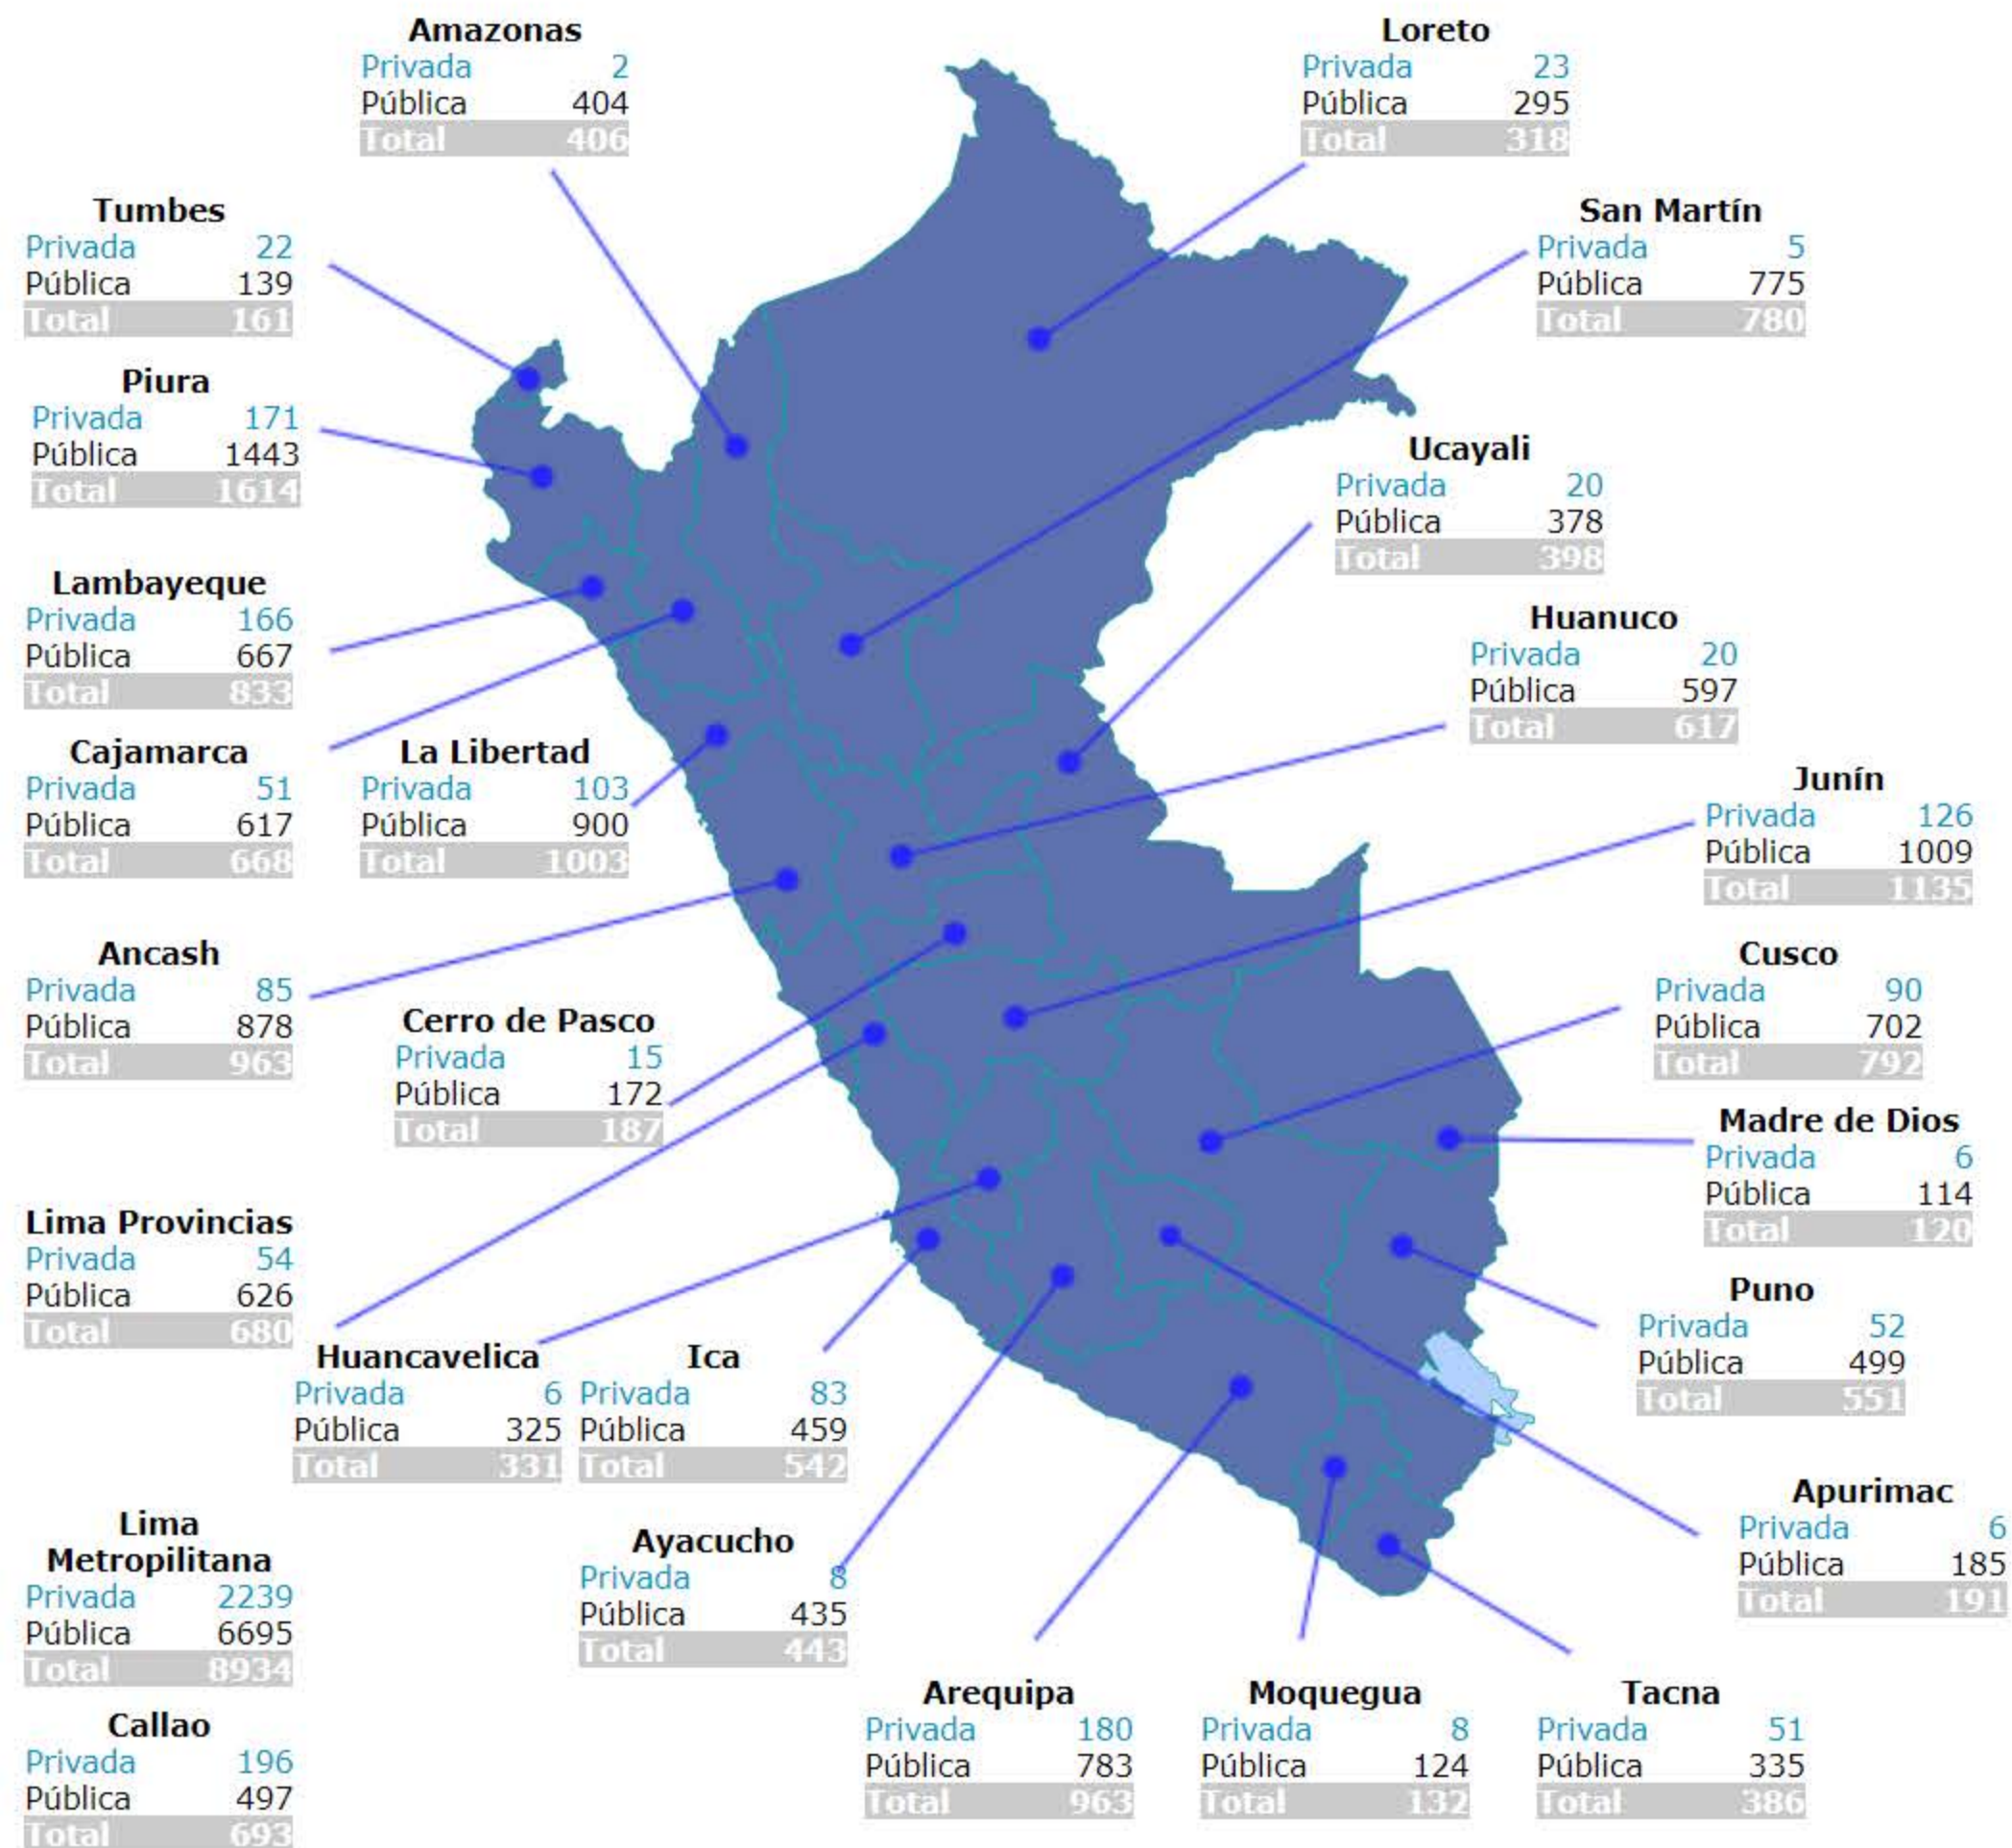 Amazonas
Privada 2
Pública 404
Total 406
Loreto
Privada 23
Pública 295
Total 318
Tumbes
Privada 22
Pública 139
Total 161
San Martín
Privada 5
Pública 775
Total 780
Piura
Privada 171
Pública 1443
Total 1614
Ucayali
Privada 20
Pública 378
Total 398
Lambayeque
Privada 166
Pública 667
Total 833
Huanuco
Privada 20
Pública 597
Total 617
Cajamarca
Privada 51
Pública 617
Total 668
La Libertad
Privada 103
Pública 900
Total 1003
Junín
Privada 126
Pública 1009
Total 1135
Ancash
Privada 85
Pública 878
Total 963
Cerro de Pasco
Privada 15
Pública 172
Total 187
Cusco
Privada 90
Pública 702
Total 792
Madre de Dios
Privada 6
Pública 114
Total 120
Lima Provincias
Privada 54
Pública 626
Total 680
Huancavelica
Privada 6
Pública 325
Total 331
Ica
Privada 83
Pública 459
Total 542
Puno
Privada 52
Pública 499
Total 551
Lima
Metropilitana
Privada 2239
Pública 6695
Total 8934
Ayacucho
Privada 8
Pública 435
Total 443
Apurimac
Privada 6
Pública 185
Total 191
Callao
Privada 196
Pública 497
Total 693
Arequipa
Privada 180
Pública 783
Total 963
Moquegua
Privada 8
Pública 124
Total 132
Tacna
Privada 51
Pública 335
Total 386